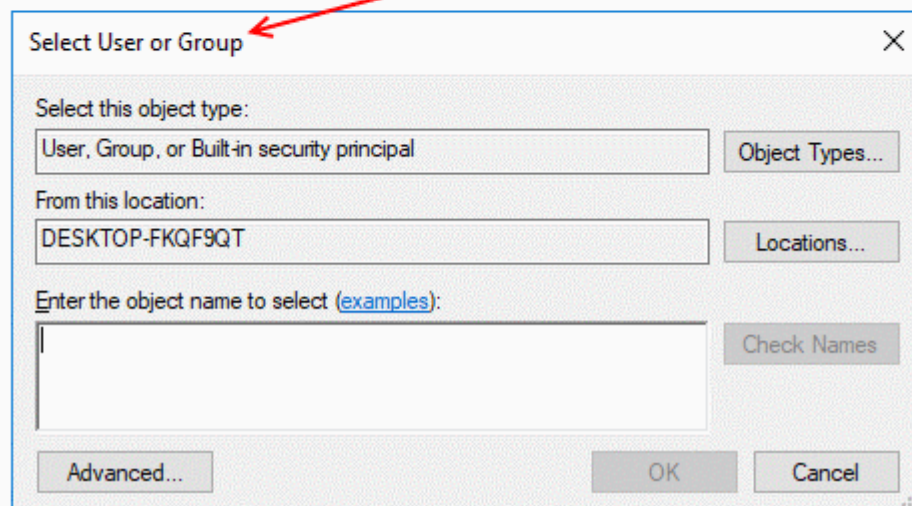 Select User or Group
Select this object type:
User, Group, or Built-in security principal
Object Types...
From this location:
DESKTOP-FKQF9QT
Locations...
Enter the object name to select (examples):
Check Names
Advanced...
OK
Cancel